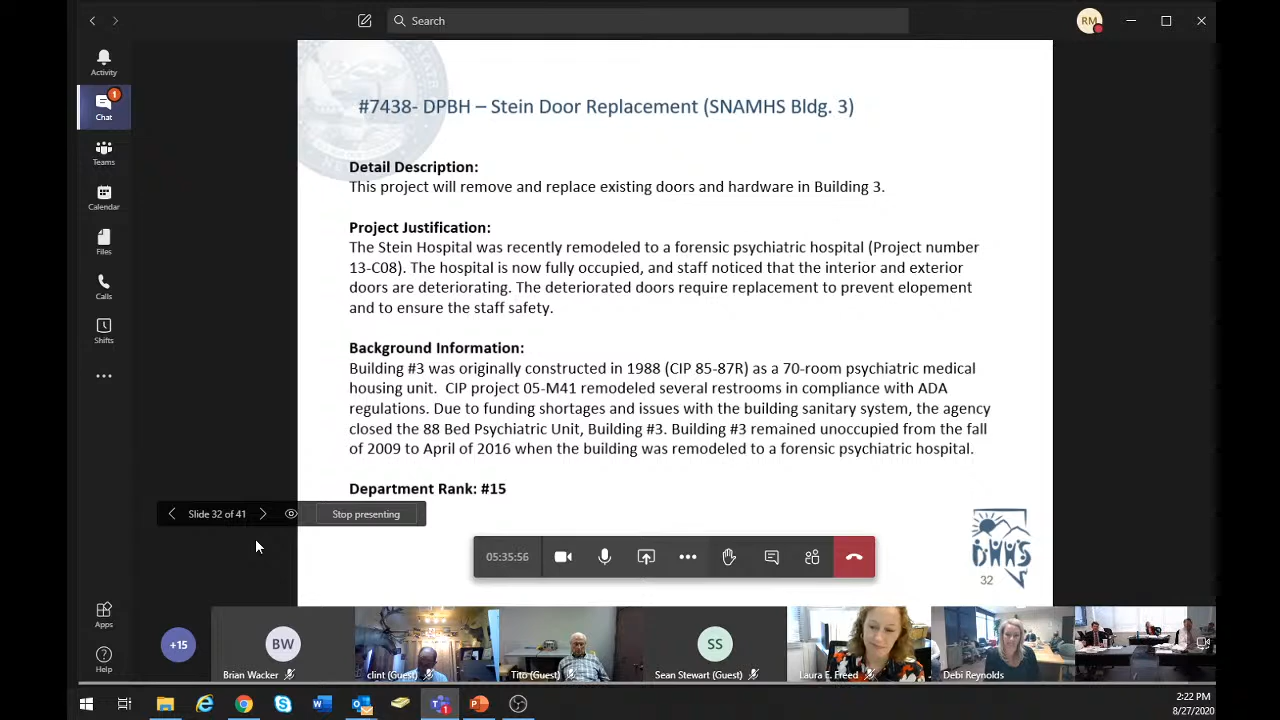 Search
RM
Activity
1
Chat
Teams
Calendar
Files
Calls
Shifts
Apps
Help
#7438- DPBH – Stein Door Replacement (SNAMHS Bldg. 3)
Detail Description:
This project will remove and replace existing doors and hardware in Building 3.
Project Justification:
The Stein Hospital was recently remodeled to a forensic psychiatric hospital (Project number
13-C08). The hospital is now fully occupied, and staff noticed that the interior and exterior
doors are deteriorating. The deteriorated doors require replacement to prevent elopement
and to ensure the staff safety.
Background Information:
Building #3 was originally constructed in 1988 (CIP 85-87R) as a 70-room psychiatric medical
housing unit. CIP project 05-M41 remodeled several restrooms in compliance with ADA
regulations. Due to funding shortages and issues with the building sanitary system, the agency
closed the 88 Bed Psychiatric Unit, Building #3. Building #3 remained unoccupied from the fall
of 2009 to April of 2016 when the building was remodeled to a forensic psychiatric hospital.
Department Rank: #15
Slide 32 of 41
Stop presenting
05:35:56
DHHS
32
+15
BW
Brian Wacker
clint (Guest)
Tito (Guest)
SS
Sean Stewart (Guest)
Laura E. Freed
Debi Reynolds
2:22 PM
8/27/2020